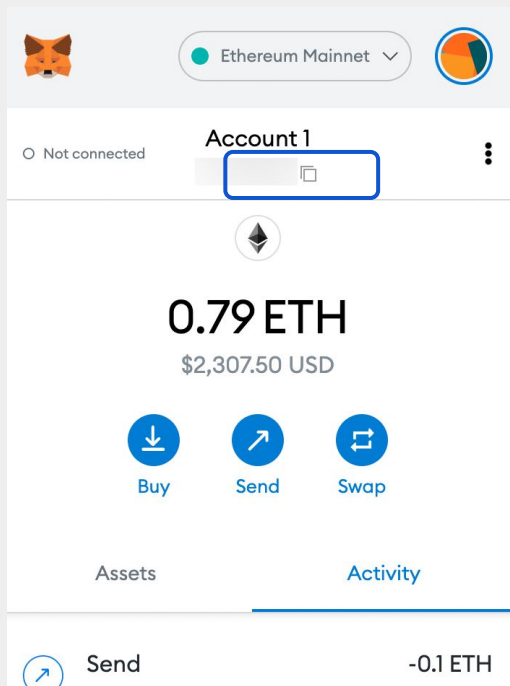 Ethereum Mainnet
Not connected
Account 1
0.79 ETH
$2,307.50 USD
Buy Send Swap
Assets Activity
Send -0.1 ETH